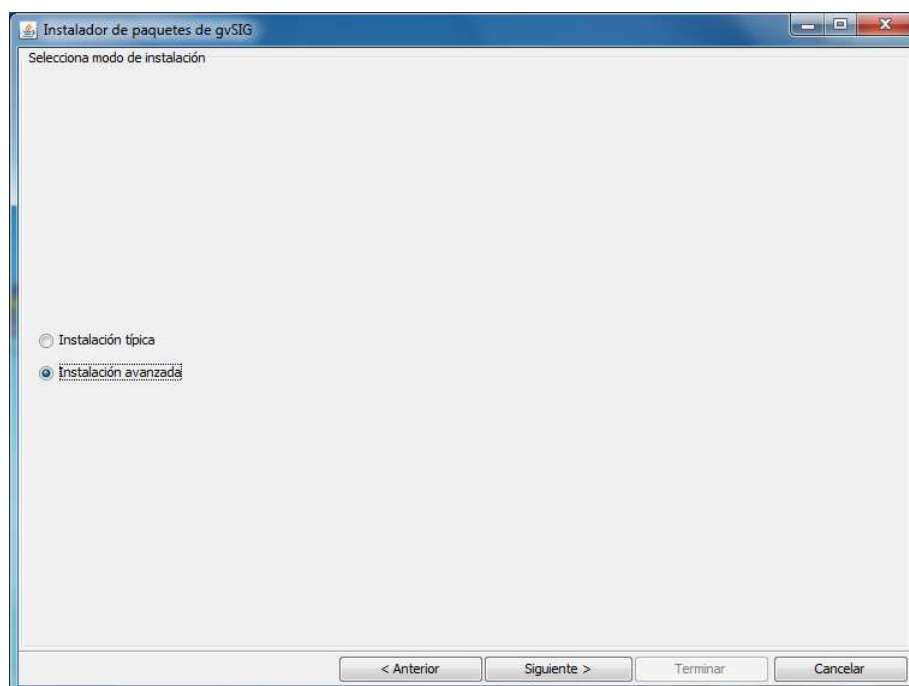 Instalador de paquetes de gvSIG
Selecciona modo de instalación
Instalación típica
Instalación avanzada
< Anterior Siguiente > Terminar Cancelar